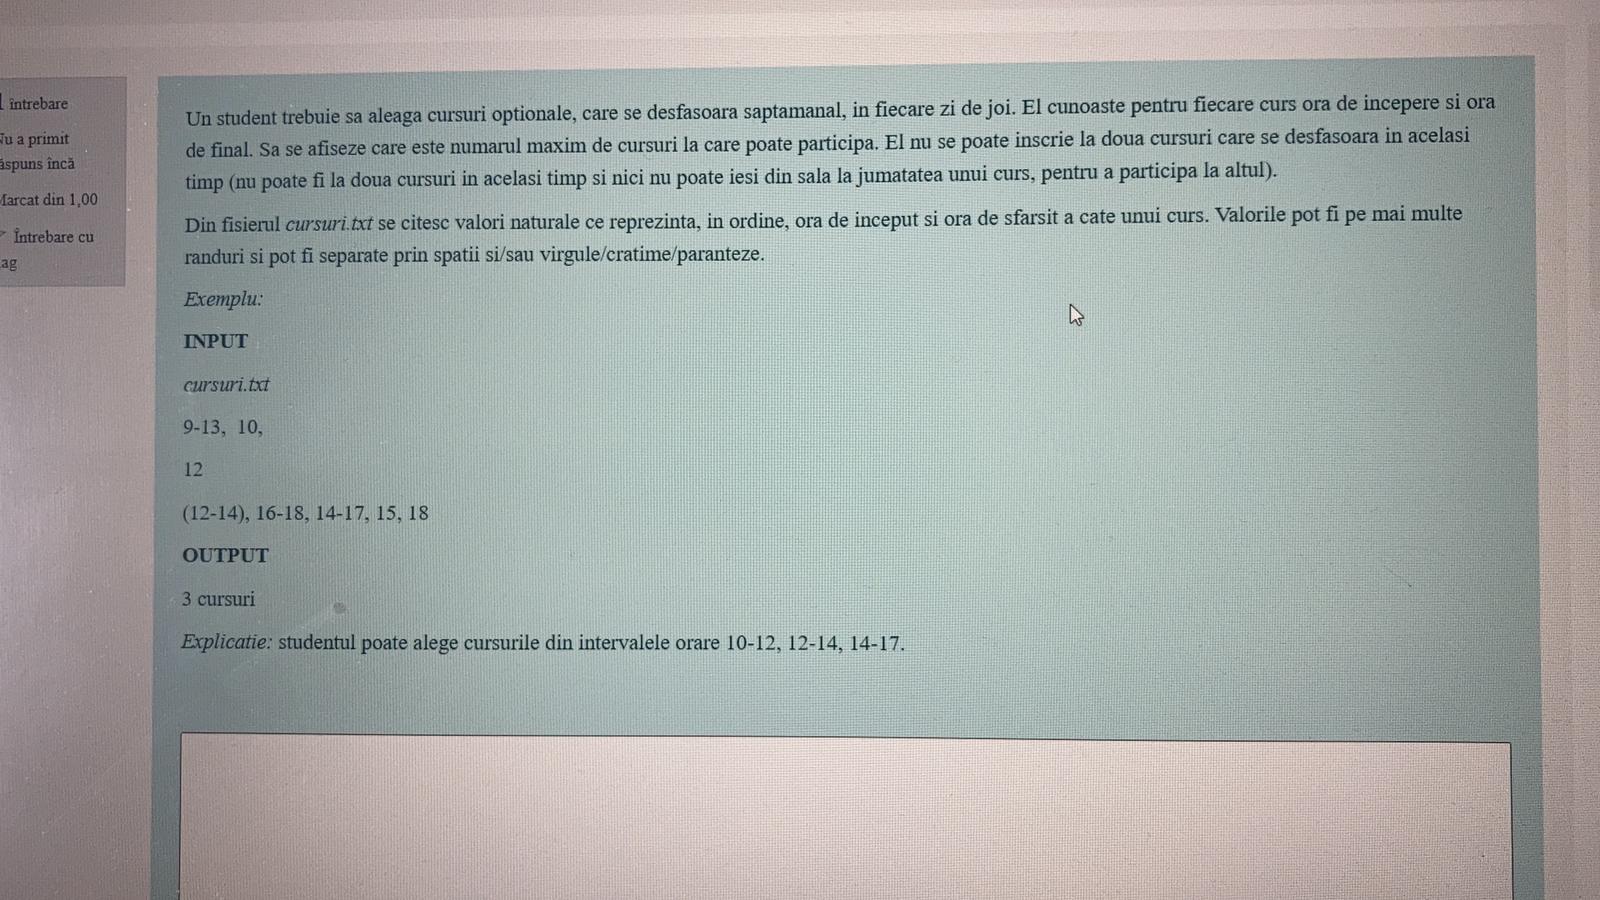 întrebare
Un student trebuie sa aleaga cursuri optionale, care se desfasoara saptamanal, in fiecare zi de joi. El cunoaste pentru fiecare curs ora de incepere si ora
de final. Sa se afiseze care este numarul maxim de cursuri la care poate participa. El nu se poate inscrie la doua cursuri care se desfasoara in acelasi
timp (nu poate fi la doua cursuri in acelasi timp si nici nu poate iesi din sala la jumatatea unui curs, pentru a participa la altul).
Nu a primit
răspuns încă
Marcat din 1,00
Întrebare cu
Din fisierul cursuri.txt se citesc valori naturale ce reprezinta, in ordine, ora de inceput si ora de sfarsit a cate unui curs. Valorile pot fi pe mai multe
randuri si pot fi separate prin spatii si/sau virgule/cratime/paranteze.
Exemplu:
INPUT
cursuri.txt
9-13, 10,
12
(12-14), 16-18, 14-17, 15, 18
OUTPUT
3 cursuri
Explicatie: studentul poate alege cursurile din intervalele orare 10-12, 12-14, 14-17.